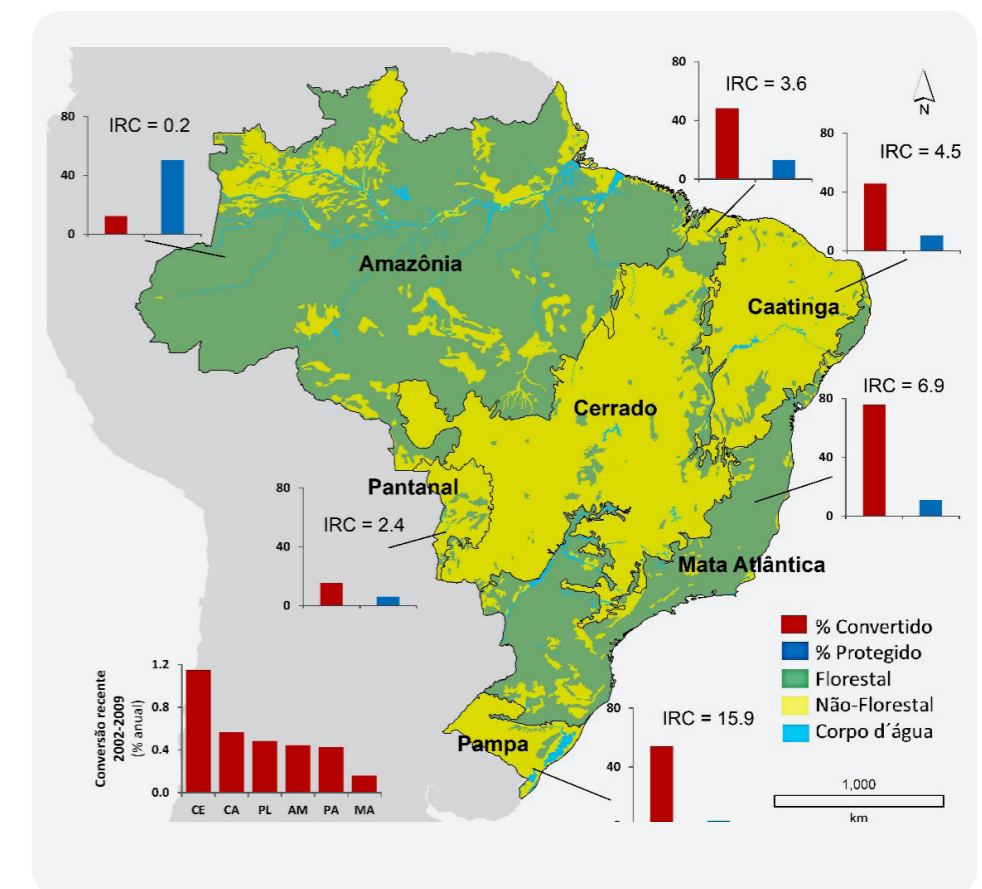 80
40
0
IRC = 0.2
80
40
0
IRC = 3.6
N
80
40
0
IRC = 4.5
Amazônia
Caatinga
Cerrado
80
40
0
IRC = 6.9
Pantanal
80
40
0
IRC = 2.4
Mata Atlântica
% Convertido
% Protegido
Florestal
Não-Florestal
Corpo d´água
Conversão recente
2002-2009
(% anual)
1.2
0.8
0.4
0.0
CE CA PL AM PA MA
Pampa
80
40
IRC = 15.9
1,000
km